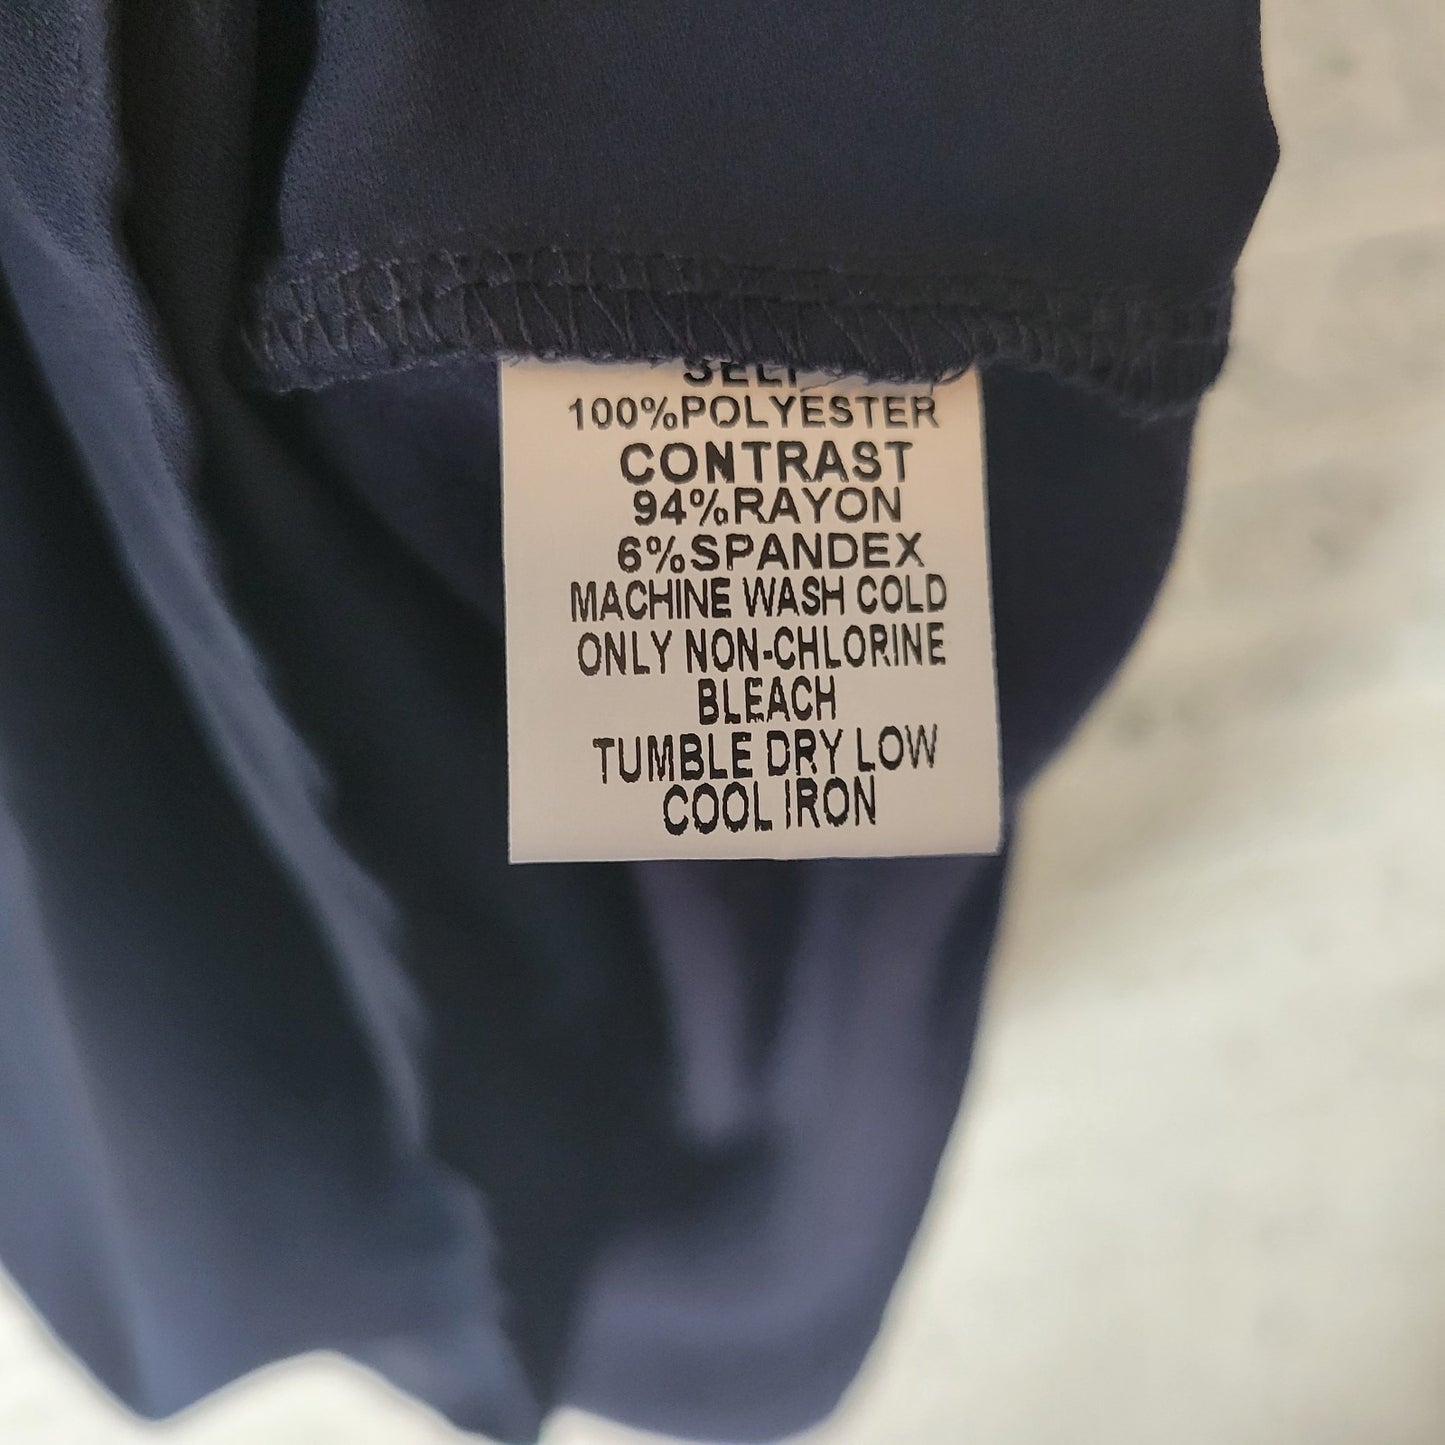 SELF
100%POLYESTER
CONTRAST
94%RAYON
6%SPANDEX
MACHINE WASH COLD
ONLY NON-CHLORINE
BLEACH
TUMBLE DRY LOW
COOL IRON